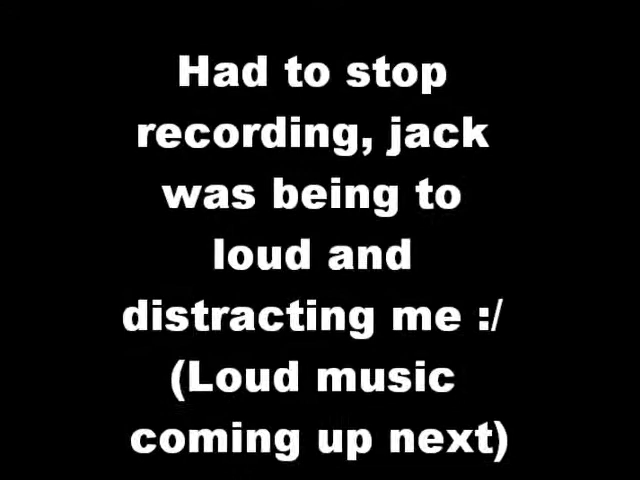 Had to stop
recording, jack
was being to
loud and
distracting me :/
(Loud music
coming up next)